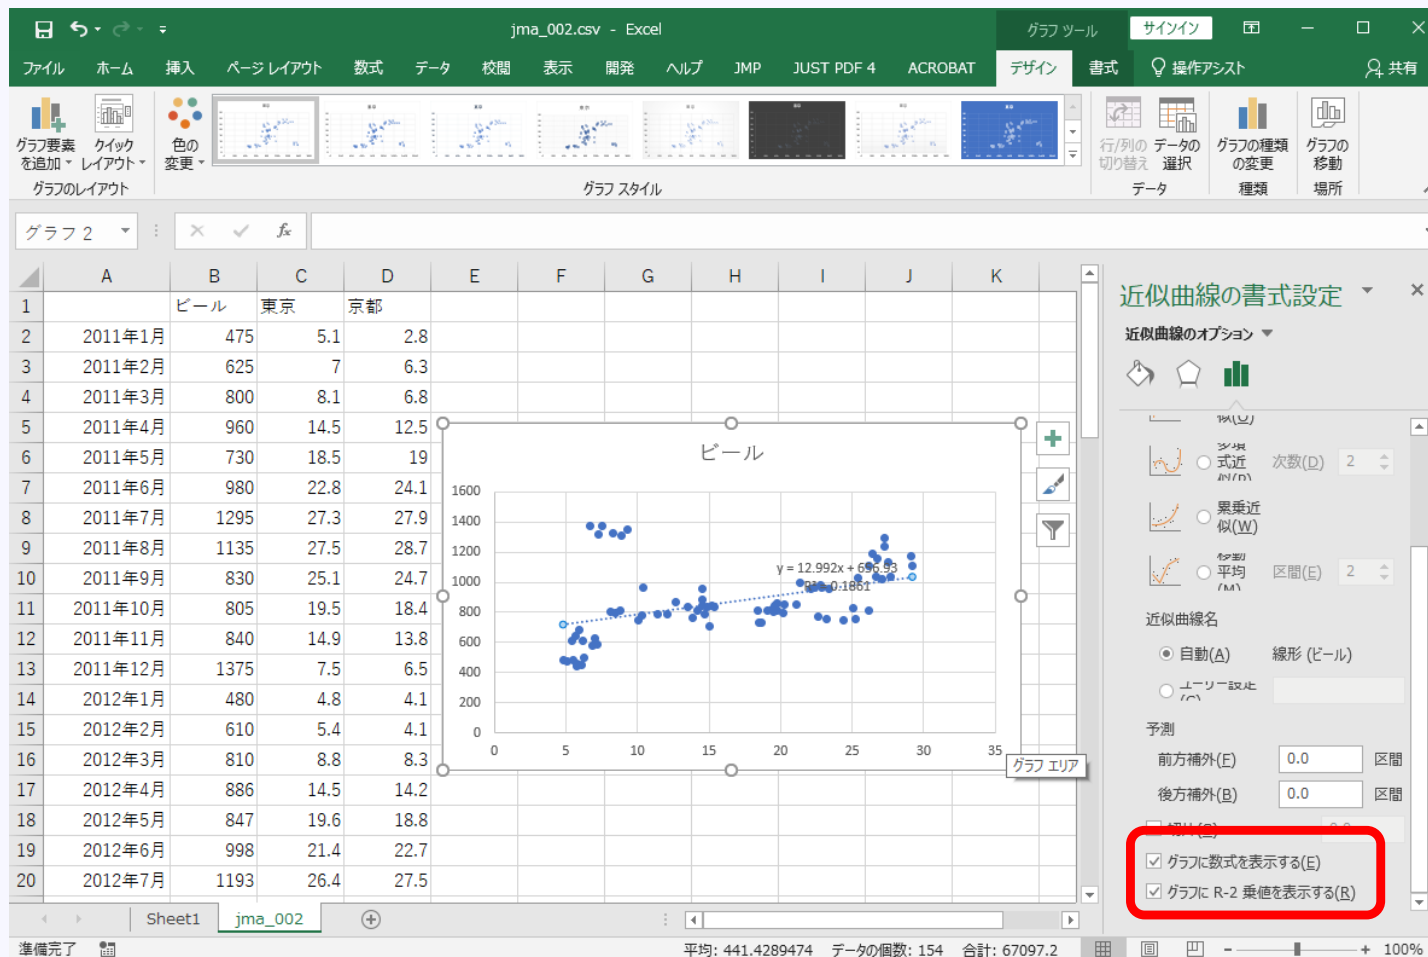 jma_002.csv - Excel
グラフ ツール
サインイン
ファイル ホーム 挿入 ページ レイアウト 数式 データ 校閲 表示 開発 ヘルプ JMP JUST PDF 4 ACROBAT デザイン 書式 操作アシスト 共有
グラフ要素
を追加
クイック
レイアウト
色の
変更
行/列の
切り替え
データの
選択
グラフの種類
の変更
グラフの
移動
グラフのレイアウト グラフ スタイル データ 種類 場所
グラフ 2
fx
A B C D E F G H I J K
1 ビール 東京 京都
2 2011年1月 475 5.1 2.8
3 2011年2月 625 7 6.3
4 2011年3月 800 8.1 6.8
5 2011年4月 960 14.5 12.5
6 2011年5月 730 18.5 19
7 2011年6月 980 22.8 24.1
8 2011年7月 1295 27.3 27.9
9 2011年8月 1135 27.5 28.7
10 2011年9月 830 25.1 24.7
11 2011年10月 805 19.5 18.4
12 2011年11月 840 14.9 13.8
13 2011年12月 1375 7.5 6.5
14 2012年1月 480 4.8 4.1
15 2012年2月 610 5.4 4.1
16 2012年3月 810 8.8 8.3
17 2012年4月 886 14.5 14.2
18 2012年5月 847 19.6 18.8
19 2012年6月 998 21.4 22.7
20 2012年7月 1193 26.4 27.5
ビール
1600
1400
1200
1000
800
600
400
200
0
0 5 10 15 20 25 30 35
y = 12.992x + 656.93
グラフ エリア
近似曲線の書式設定
近似曲線のオプション
似(U)
多項
式近
似(P)
次数(D) 2
累乗近
似(W)
移動
平均
(M)
区間(E) 2
近似曲線名
自動(A) 線形 (ビール)
ユーザー設定
(C)
予測
前方補外(F) 0.0 区間
後方補外(B) 0.0 区間
グラフに数式を表示する(E)
グラフに R-2 乗値を表示する(R)
Sheet1 jma_002
準備完了
平均: 441.4289474 データの個数: 154 合計: 67097.2
100%